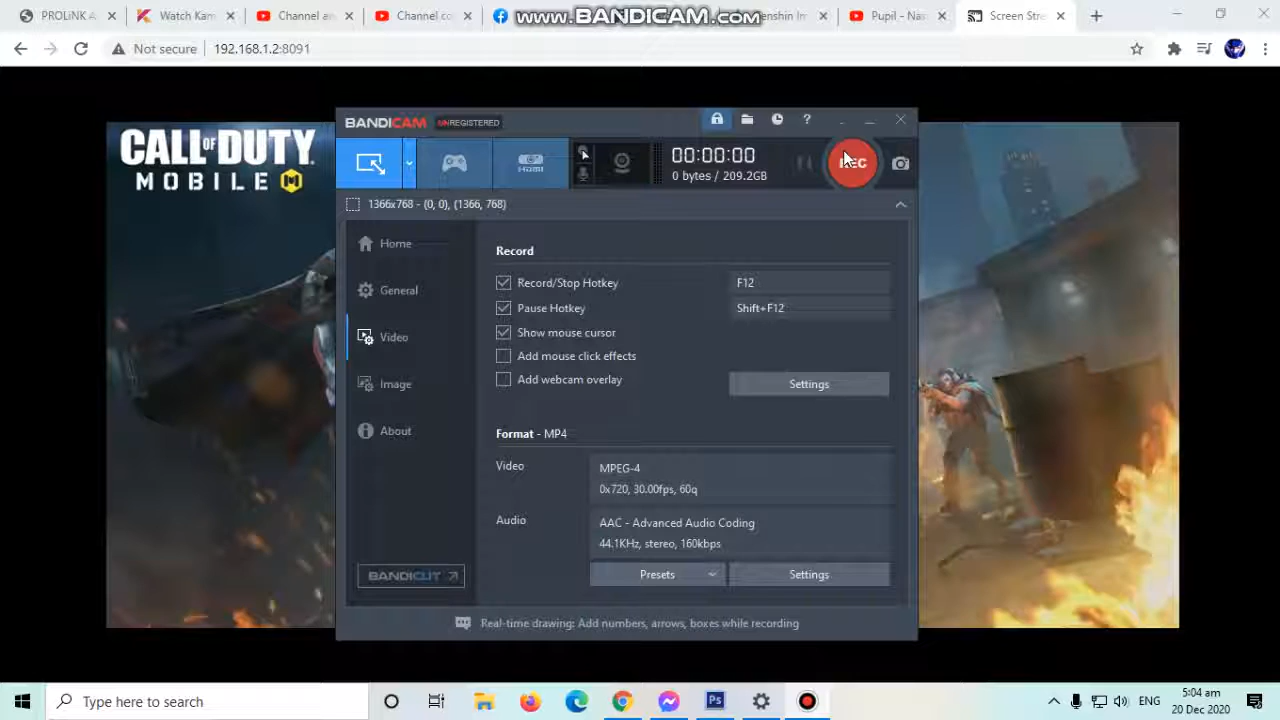 PROLiNK A
Watch Kam
Channel an
Channel co
www.BANDICAM.com
enshin Im
Pupil - Nas
Screen Stre
Not secure
192.168.1.2:8091
CALL OF DUTY
MOBILE
BANDICAM UNREGISTERED
HDMI
00:00:00
0 bytes / 209.2GB
REC
1366x768 - (0, 0), (1366, 768)
Home
General
Video
Image
About
BANDICUT
Record
Record/Stop Hotkey
F12
Pause Hotkey
Shift+F12
Show mouse cursor
Add mouse click effects
Add webcam overlay
Settings
Format - MP4
Video
MPEG-4
0x720, 30.00fps, 60q
Audio
AAC - Advanced Audio Coding
44.1KHz, stereo, 160kbps
Presets
Settings
Real-time drawing: Add numbers, arrows, boxes while recording
Type here to search
Ps
ENG
5:04 am
20 Dec 2020